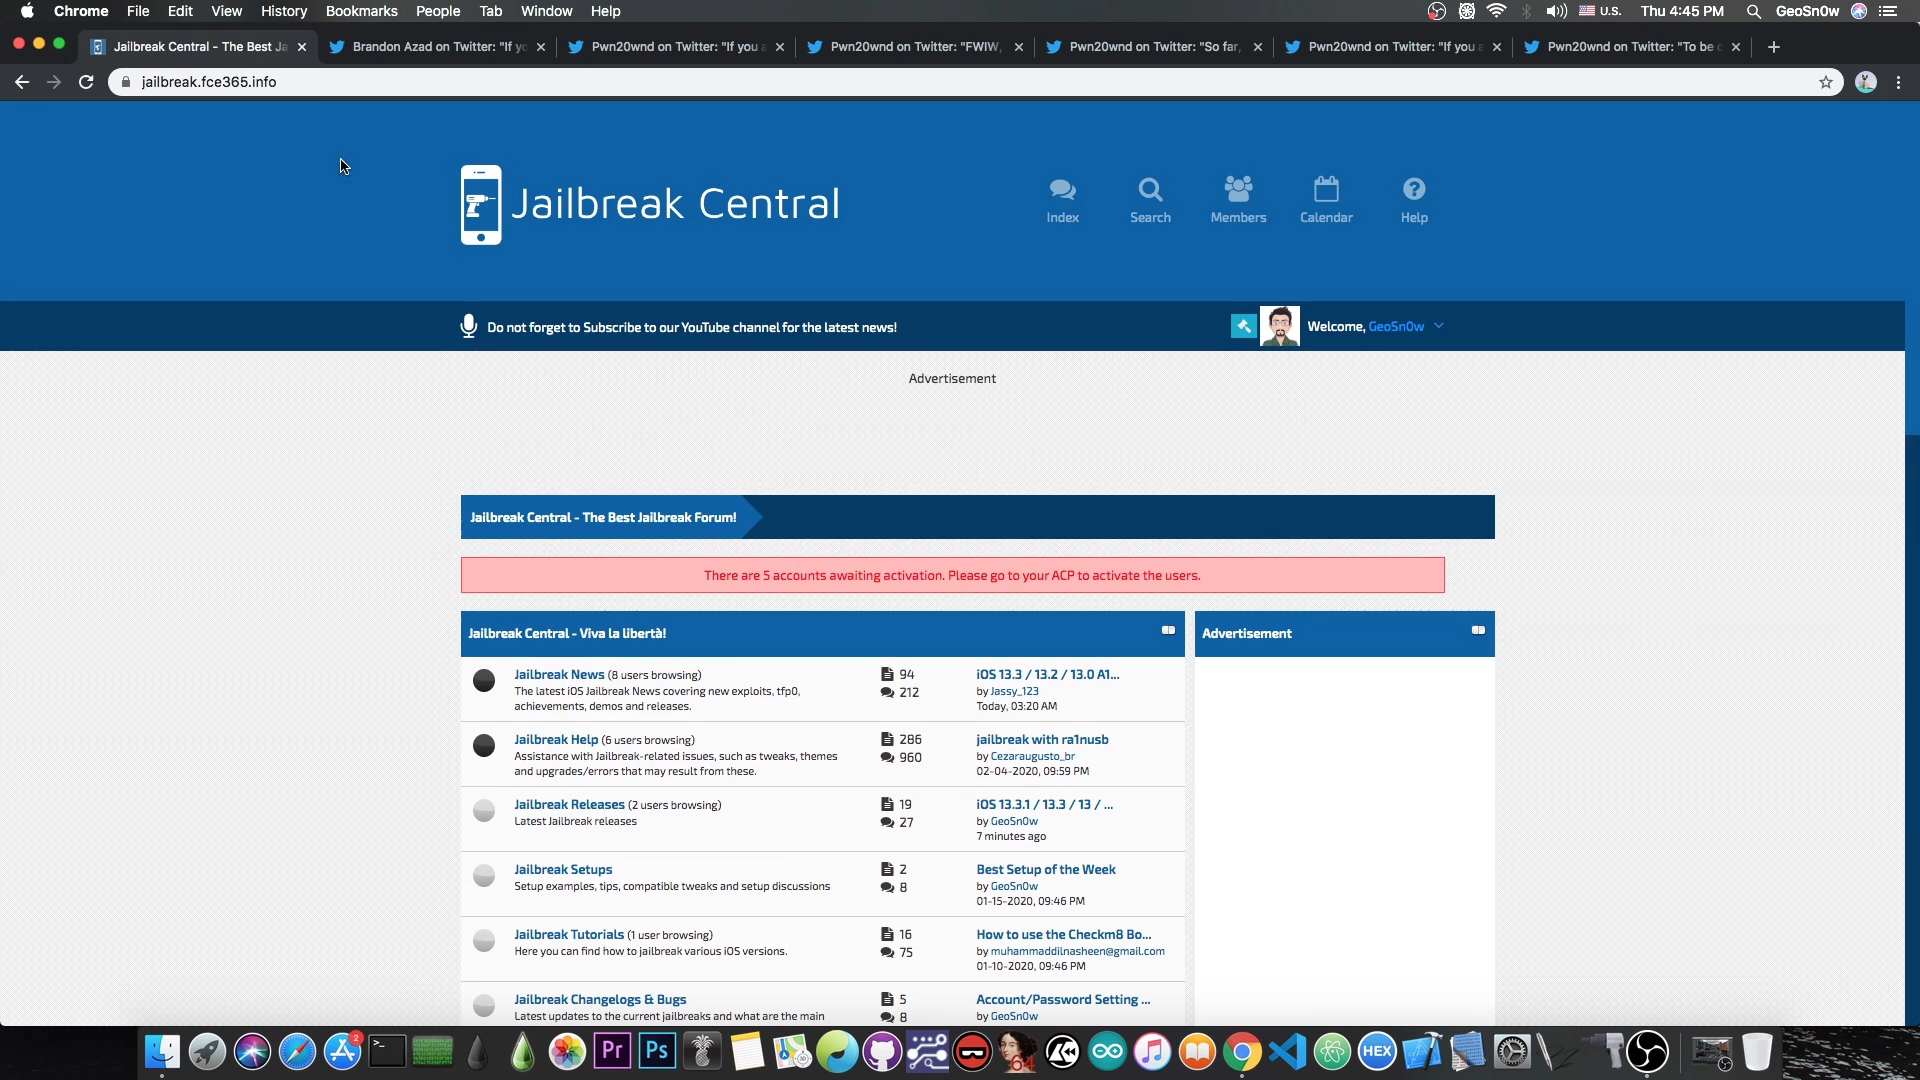 Chrome File Edit View History Bookmarks People Tab Window Help U.S. Thu 4:45 PM GeoSn0w
Jailbreak Central - The Best Ja Brandon Azad on Twitter: "If yo Pwn20wnd on Twitter: "If you a Pwn20wnd on Twitter: "FWIW, Pwn20wnd on Twitter: "So far, Pwn20wnd on Twitter: "If you a Pwn20wnd on Twitter: "To be c
jailbreak.fce365.info
Jailbreak Central
Index Search Members Calendar Help
Do not forget to Subscribe to our YouTube channel for the latest news!
Welcome, GeoSn0w
Advertisement
Jailbreak Central - The Best Jailbreak Forum!
There are 5 accounts awaiting activation. Please go to your ACP to activate the users.
Jailbreak Central - Viva la libertà!
Advertisement
Jailbreak News (8 users browsing)
The latest iOS Jailbreak News covering new exploits, tfp0,
achievements, demos and releases.
94
212
iOS 13.3 / 13.2 / 13.0 A1...
by Jassy_123
Today, 03:20 AM
Jailbreak Help (6 users browsing)
Assistance with Jailbreak-related issues, such as tweaks, themes
and upgrades/errors that may result from these.
286
960
jailbreak with ra1nusb
by Cezaraugusto_br
02-04-2020, 09:59 PM
Jailbreak Releases (2 users browsing)
Latest Jailbreak releases
19
27
iOS 13.3.1 / 13.3 / 13 / ...
by GeoSn0w
7 minutes ago
Jailbreak Setups
Setup examples, tips, compatible tweaks and setup discussions
2
8
Best Setup of the Week
by GeoSn0w
01-15-2020, 09:46 PM
Jailbreak Tutorials (1 user browsing)
Here you can find how to jailbreak various iOS versions.
16
75
How to use the Checkm8 Bo...
by muhammaddilnasheen@gmail.com
01-10-2020, 09:46 PM
Jailbreak Changelogs & Bugs
Latest updates to the current jailbreaks and what are the main
5
8
Account/Password Setting ...
by GeoSn0w
2 Pr Ps 64 HEX